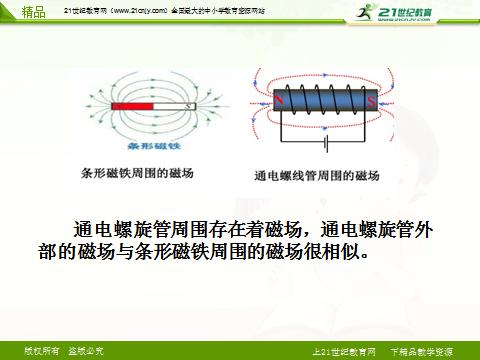 精品
21世纪教育网（www.21cnjy.com）全国最大的中小学教育资源网站
21世纪教育
WWW.21CNJY.COM
S
N
S
条形磁铁
条形磁铁周围的磁场
通电螺线管周围的磁场
通电螺旋管周围存在着磁场，通电螺旋管外
部的磁场与条形磁铁周围的磁场很相似。
版权所有 盗版必究
上21世纪教育网 下精品教学资源